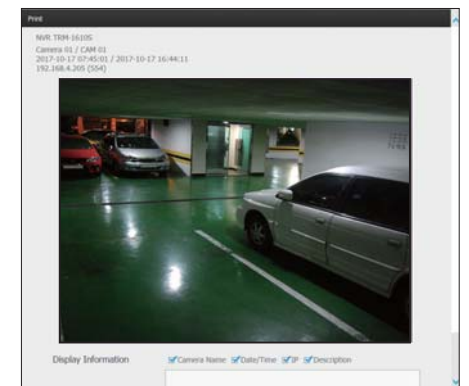 Print
NVR TRM-1610S
Camera 01 / CAM 01
2017-10-17 07:45:01 / 2017-10-17 16:44:11
192.168.4.205 (554)
Display Information
Camera Name Date/Time IP Description